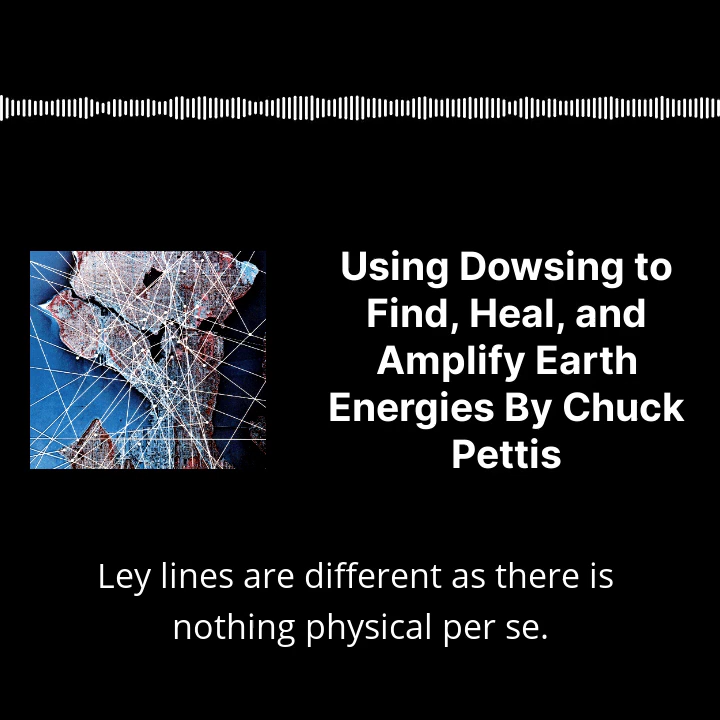 Using Dowsing to
Find, Heal, and
Amplify Earth
Energies By Chuck
Pettis
Ley lines are different as there is
nothing physical per se.